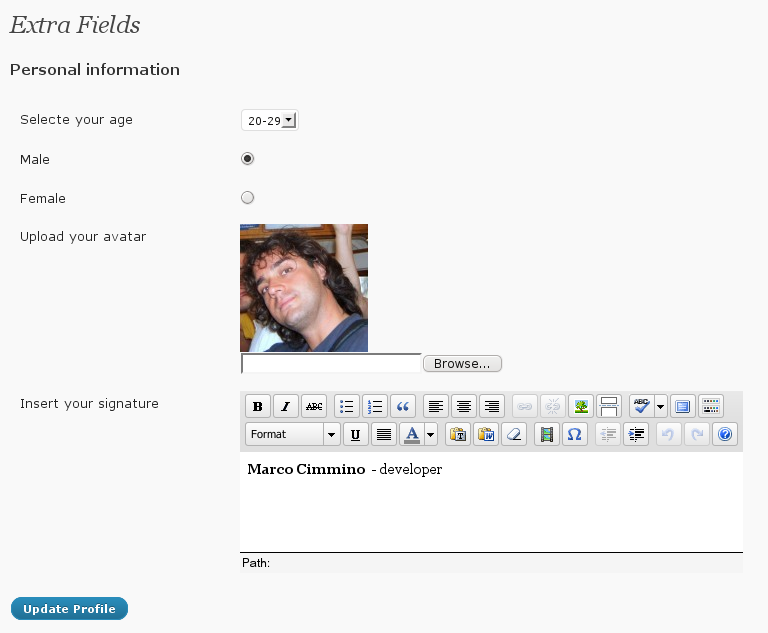 Extra Fields
Personal information
Selecte your age
20-29
Male
Female
Upload your avatar
Browse...
Insert your signature
B I ABC ABC
Format U A T W Ω ?
Marco Cimmino - developer
Path:
Update Profile